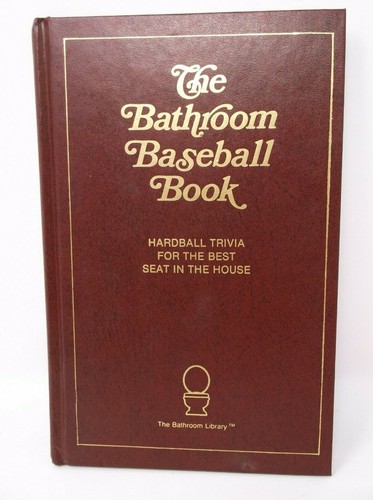 The
Bathroom
Baseball
Book
HARDBALL TRIVIA
FOR THE BEST
SEAT IN THE HOUSE
The Bathroom Library™